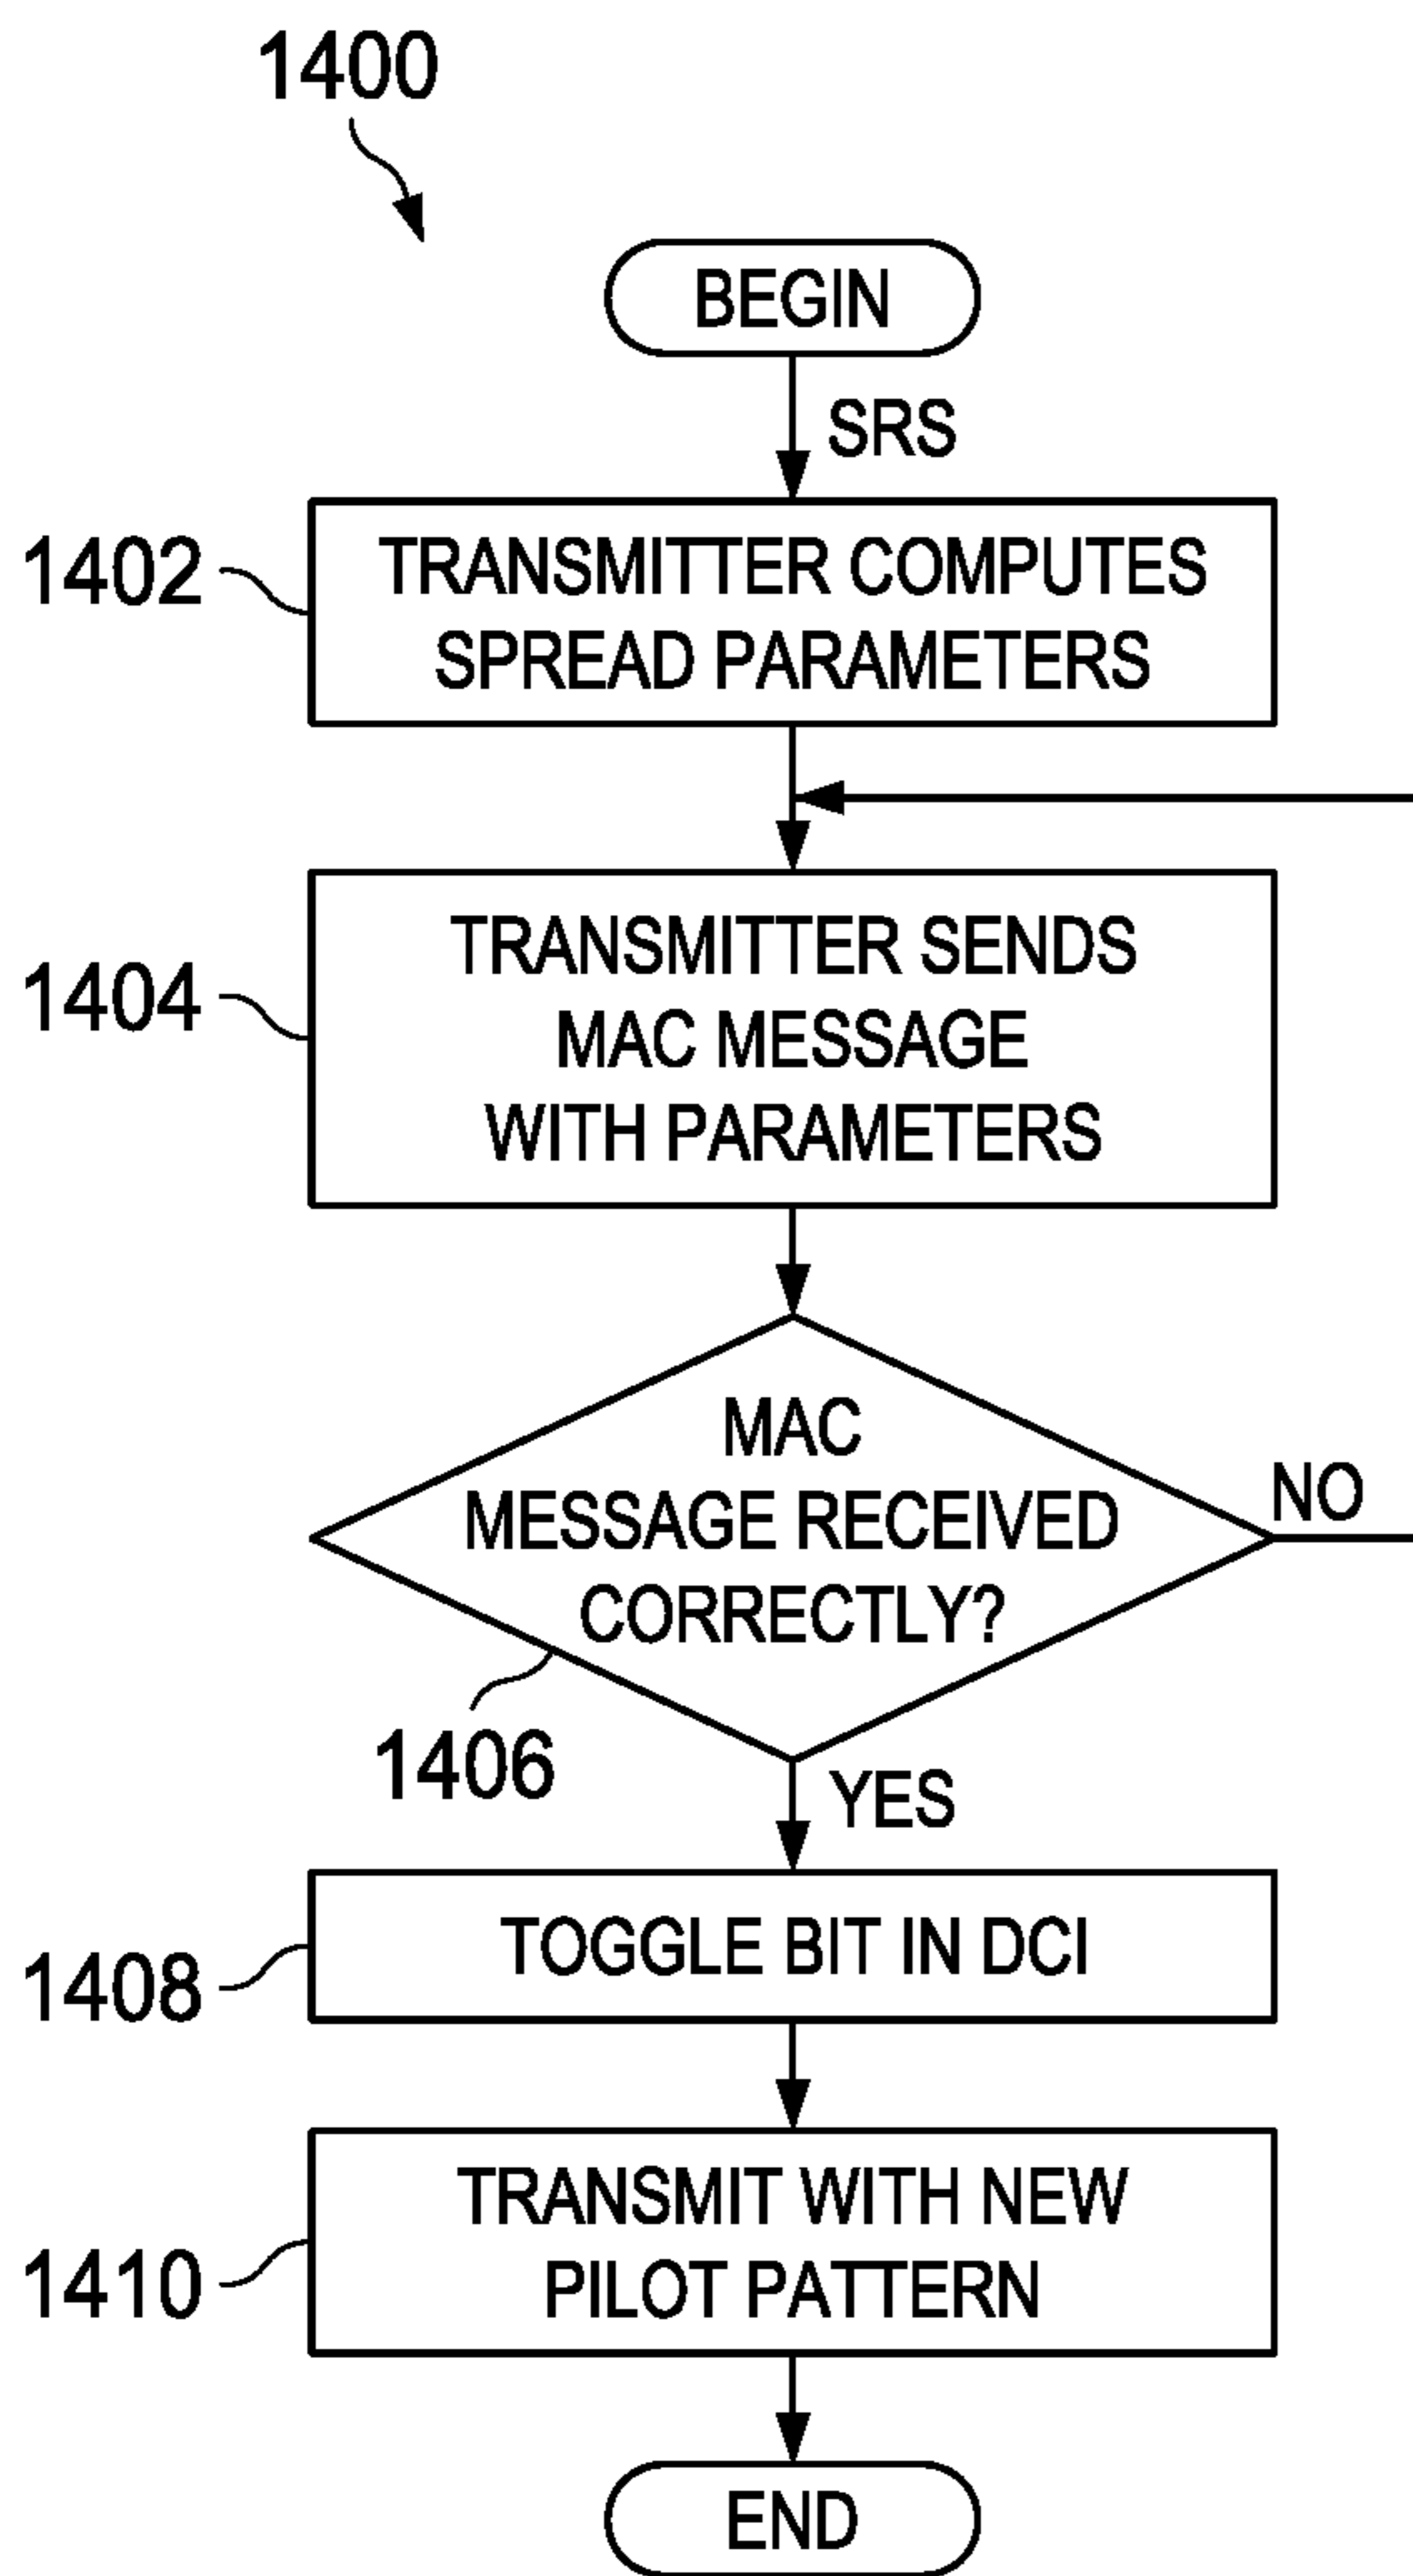 1400
BEGIN
SRS
1402
TRANSMITTER COMPUTES
SPREAD PARAMETERS
1404
TRANSMITTER SENDS
MAC MESSAGE
WITH PARAMETERS
MAC
MESSAGE RECEIVED
CORRECTLY?
NO
1406
YES
1408
TOGGLE BIT IN DCI
1410
TRANSMIT WITH NEW
PILOT PATTERN
END